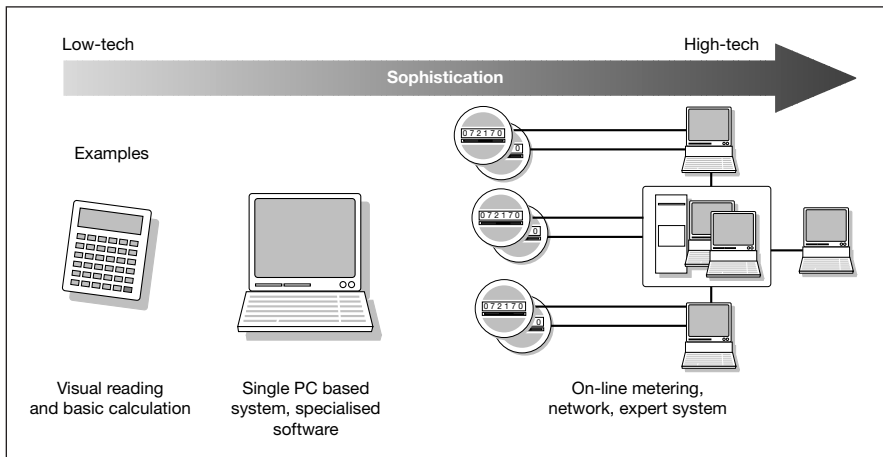 Low-tech
High-tech
Sophistication
Examples
072170
0
072170
0
072170
0
Visual reading
and basic calculation
Single PC based
system, specialised
software
On-line metering,
network, expert system